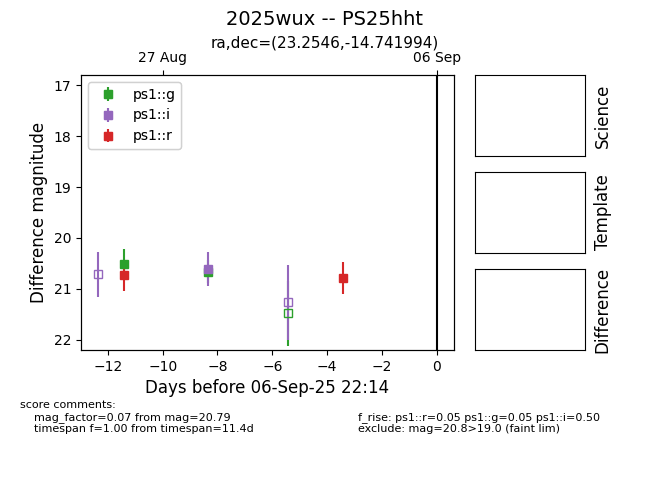 2025wux -- PS25hht
ra,dec=(23.2546,-14.741994)
27 Aug
06 Sep
ps1::g
ps1::i
ps1::r
17
18
19
20
21
22
Difference magnitude
−12
−10
−8
−6
−4
−2
0
Days before 06-Sep-25 22:14
Science
Template
Difference
score comments:
mag_factor=0.07 from mag=20.79
timespan f=1.00 from timespan=11.4d
f_rise: ps1::r=0.05 ps1::g=0.05 ps1::i=0.50
exclude: mag=20.8>19.0 (faint lim)